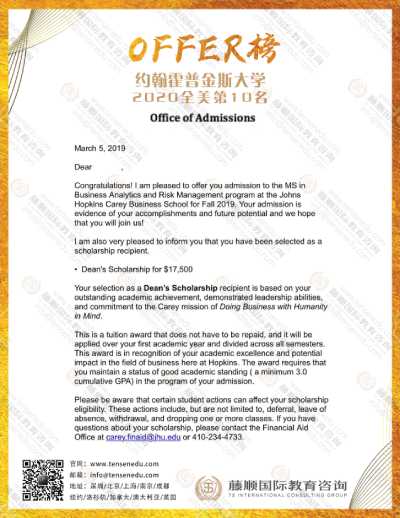 OFFER榜
约翰霍普金斯大学
2020全美第10名
Office of Admissions
March 5, 2019
Dear ,
Congratulations! I am pleased to offer you admission to the MS in
Business Analytics and Risk Management program at the Johns
Hopkins Carey Business School for Fall 2019. Your admission is
evidence of your accomplishments and future potential and we hope
that you will join us!
I am also very pleased to inform you that you have been selected as a
scholarship recipient.
• Dean's Scholarship for $17,500
Your selection as a Dean's Scholarship recipient is based on your
outstanding academic achievement, demonstrated leadership abilities,
and commitment to the Carey mission of Doing Business with Humanity
in Mind.
This is a tuition award that does not have to be repaid, and it will be
applied over your first academic year and divided across all semesters.
This award is in recognition of your academic excellence and potential
impact in the field of business here at Hopkins. The award requires that
you maintain a status of good academic standing ( a minimum 3.0
cumulative GPA) in the program of your admission.
Please be aware that certain student actions can affect your scholarship
eligibility. These actions include, but are not limited to, deferral, leave of
absence, withdrawal, and dropping one or more classes. If you have
questions about your scholarship, please contact the Financial Aid
Office at carey.finaid@jhu.edu or 410-234-4733.
官网：www.tensenedu.com
邮箱：info@tensenedu.com
地址：深圳/北京/上海/南京/成都
纽约/洛杉矶/加拿大/澳大利亚/英国
藤顺国际教育咨询
TS INTERNATIONAL CONSULTING GROUP